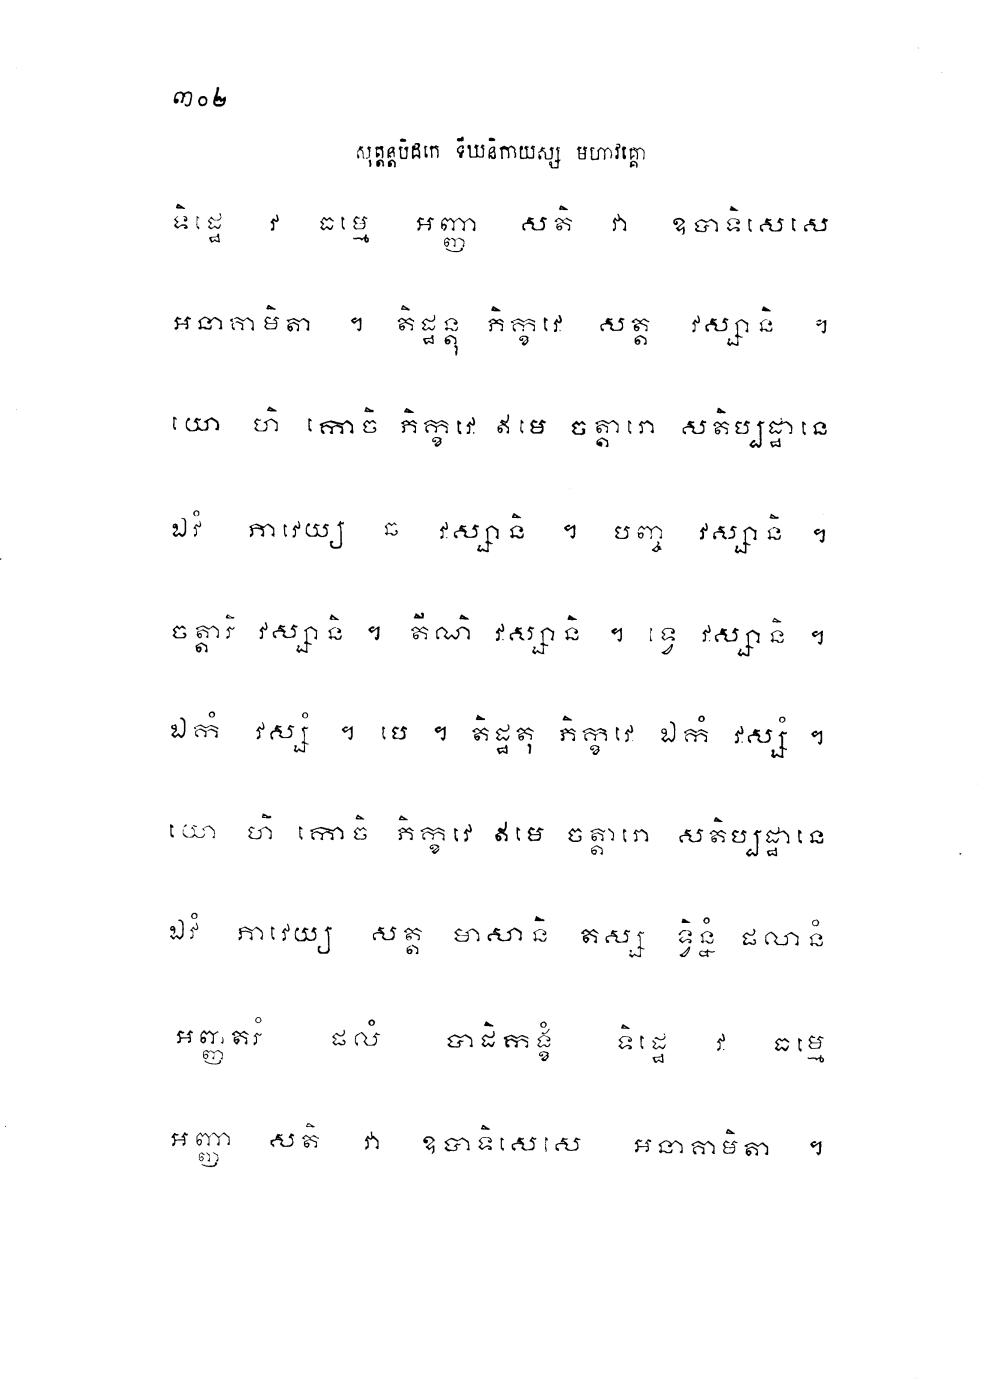 ៣០២
សុត្តន្តបិដកេ ទីឃនិកាយស្ស មហាវគ្គោ
ទិដ្ឋេ វ ធម្មេ អញ្ញា សតិ វា ឧបាទិសេសេ
អនាគាមិតា ។ តិដ្ឋន្តុ ភិក្ខវេ សត្ត វស្សានិ ។
យោ ហិ កោចិ ភិក្ខវេ ឥមេ ចត្តារោ សតិប្បដ្ឋានេ
ឯវំ ភាវេយ្យ ឆ វស្សានិ ។ បញ្ច វស្សានិ ។
ចត្តារិ វស្សានិ ។ តីណិ វស្សានិ ។ ទ្វេ វស្សានិ ។
ឯកំ វស្សំ ។ បេ ។ តិដ្ឋតុ ភិក្ខវេ ឯកំ វស្សំ ។
យោ ហិ កោចិ ភិក្ខវេ ឥមេ ចត្តារោ សតិប្បដ្ឋានេ
ឯវំ ភាវេយ្យ សត្ត មាសានិ តស្ស ទ្វិន្នំ ផលានំ
អញ្ញតរំ ផលំ បាដិកង្ខំ ទិដ្ឋេ វ ធម្មេ
អញ្ញា សតិ វា ឧបាទិសេសេ អនាគាមិតា ។